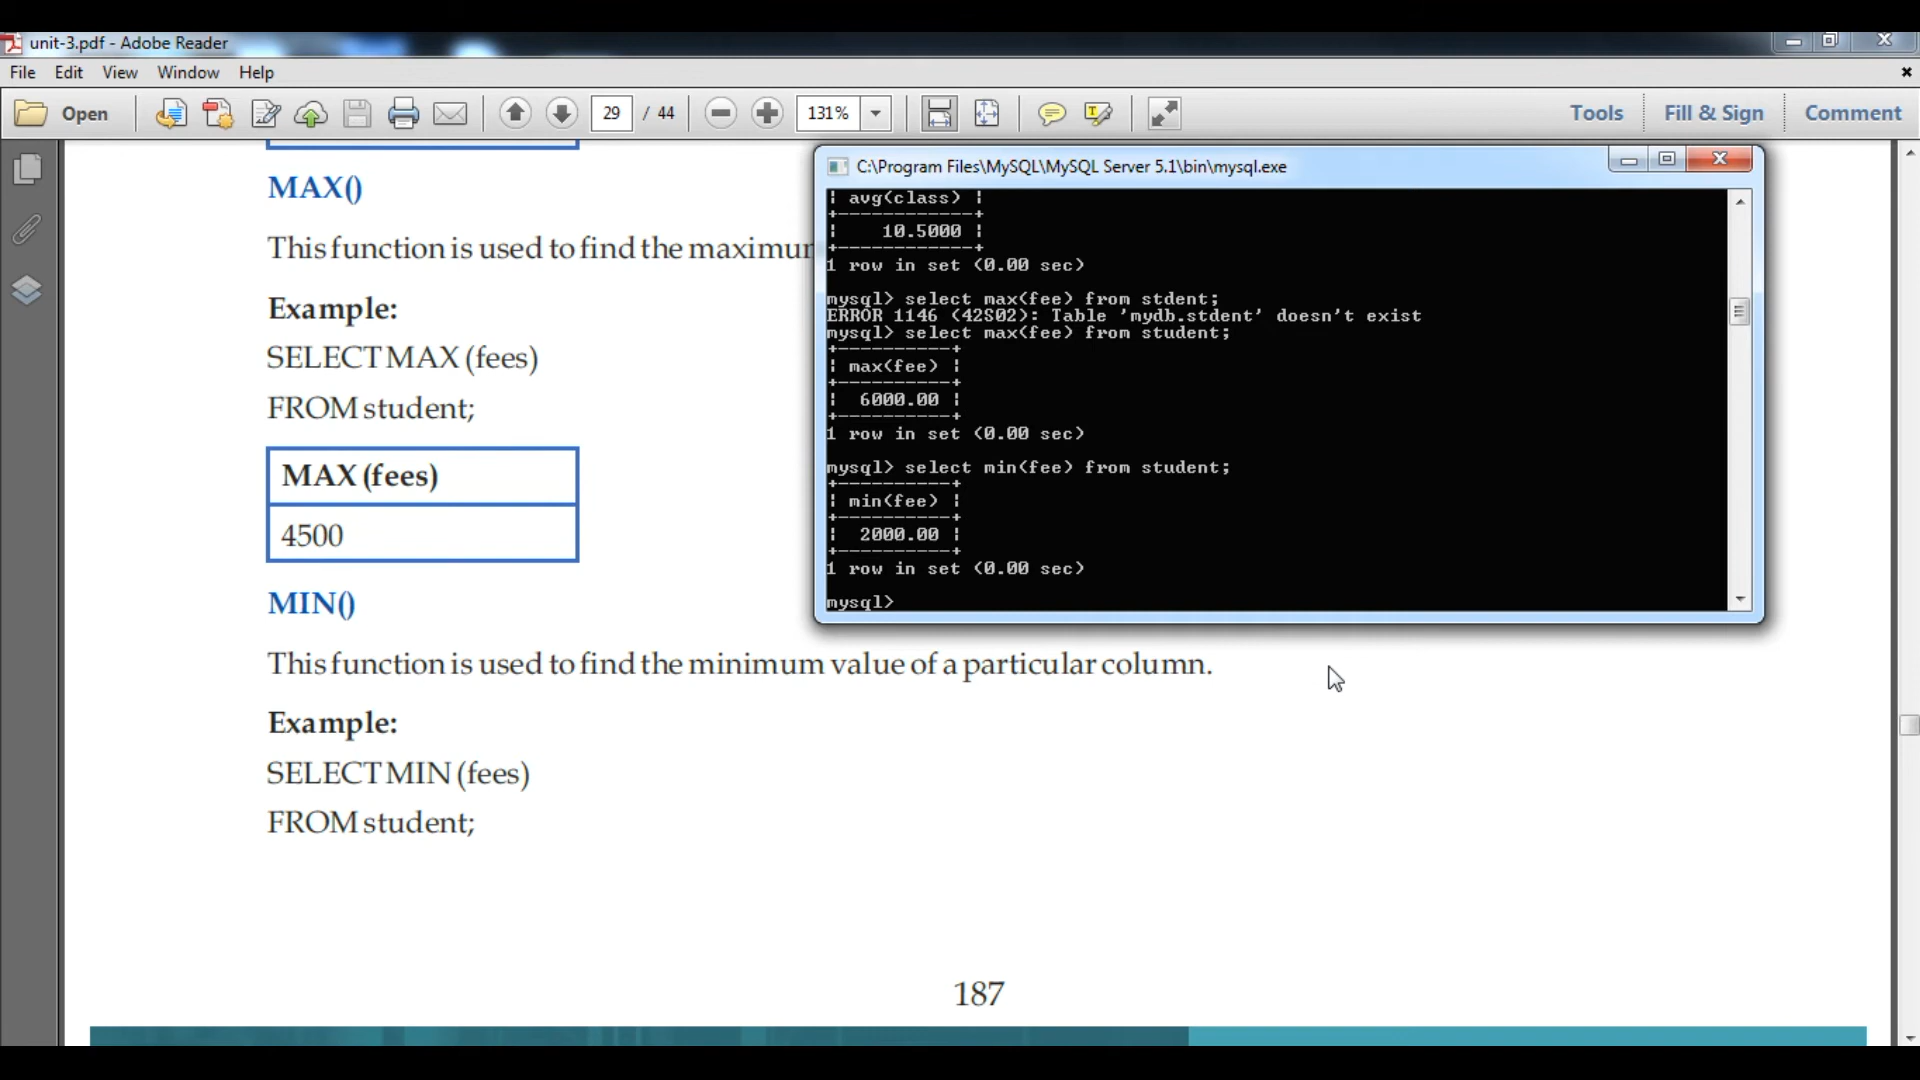 unit-3.pdf - Adobe Reader
File Edit View Window Help
Open 29 / 44 131% Tools Fill & Sign Comment
MAX()
This function is used to find the maximum
Example:
SELECT MAX (fees)
FROM student;
MAX (fees)
4500
MIN()
This function is used to find the minimum value of a particular column.
Example:
SELECT MIN (fees)
FROM student;
187
C:\Program Files\MySQL\MySQL Server 5.1\bin\mysql.exe
| avg(class) |
+------------+
|    10.5000 |
+------------+
1 row in set (0.00 sec)
mysql> select max(fee) from stdent;
ERROR 1146 (42S02): Table 'mydb.stdent' doesn't exist
mysql> select max(fee) from student;
+----------+
| max(fee) |
+----------+
|  6000.00 |
+----------+
1 row in set (0.00 sec)
mysql> select min(fee) from student;
+----------+
| min(fee) |
+----------+
|  2000.00 |
+----------+
1 row in set (0.00 sec)
mysql>